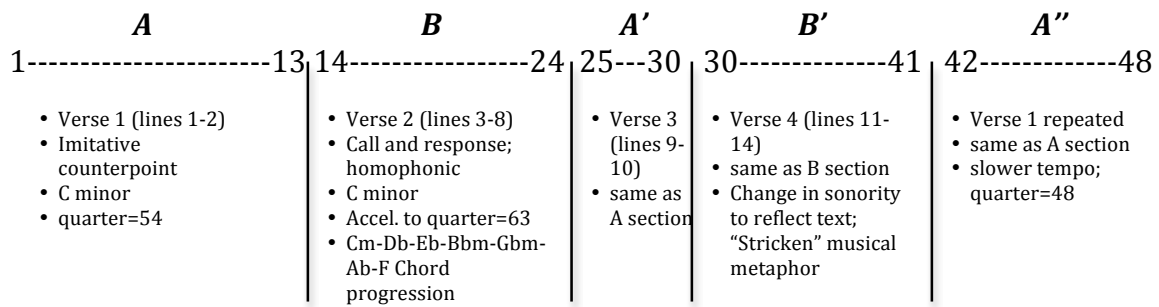 A B A’ B’ A’’
1-----------------------13 14-----------------24 25---30 30--------------41 42-------------48
• Verse 1 (lines 1-2)
• Imitative
counterpoint
• C minor
• quarter=54
• Verse 2 (lines 3-8)
• Call and response;
homophonic
• C minor
• Accel. to quarter=63
• Cm-Db-Eb-Bbm-Gbm-
Ab-F Chord
progression
• Verse 3
(lines 9-
10)
• same as
A section
• Verse 4 (lines 11-
14)
• same as B section
• Change in sonority
to reflect text;
“Stricken” musical
metaphor
• Verse 1 repeated
• same as A section
• slower tempo;
quarter=48